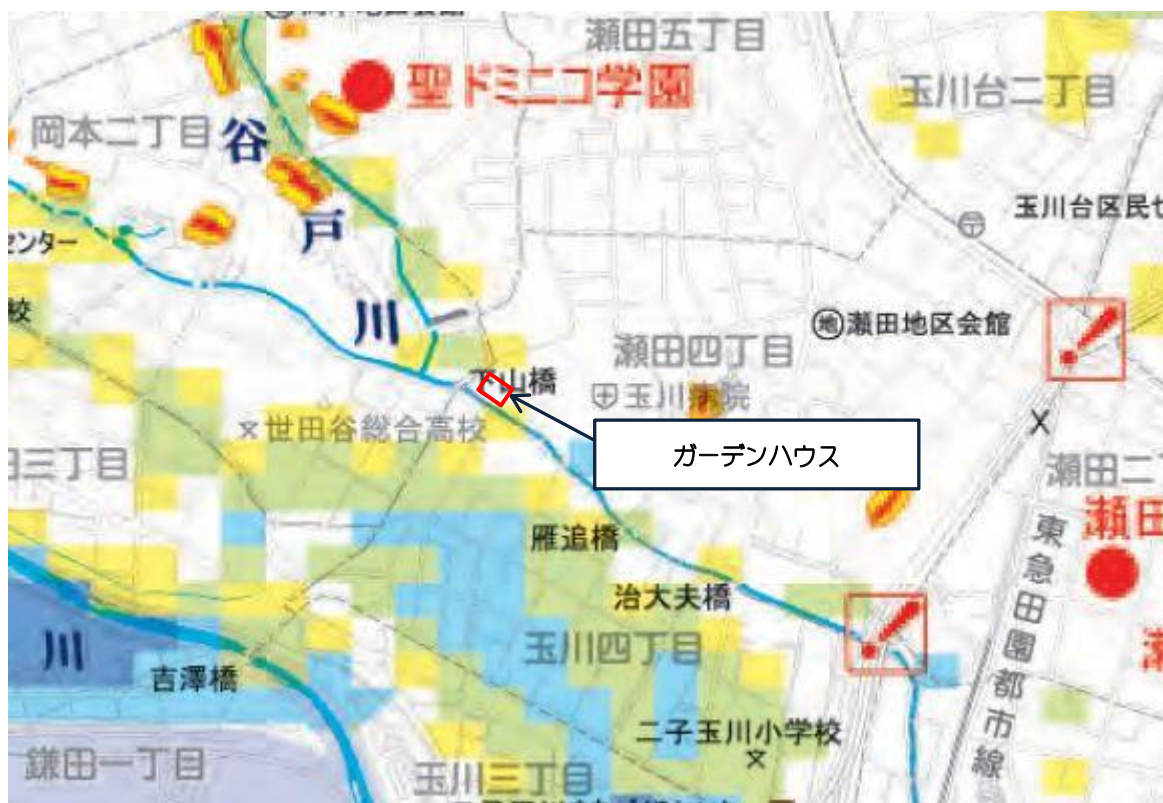 瀬田五丁目
聖ドミニコ学園
玉川台二丁目
岡本二丁目
谷
戸
川
玉川台区民セ
センター
校
地 瀬田地区会館
瀬田四丁目
下山橋
玉川病院
世田谷総合高校
ガーデンハウス
田三丁目
瀬田二丁
瀬田
東急田園都市線
雁追橋
治大夫橋
玉川四丁目
川
吉澤橋
二子玉川小学校
文
鎌田一丁目
玉川三丁目